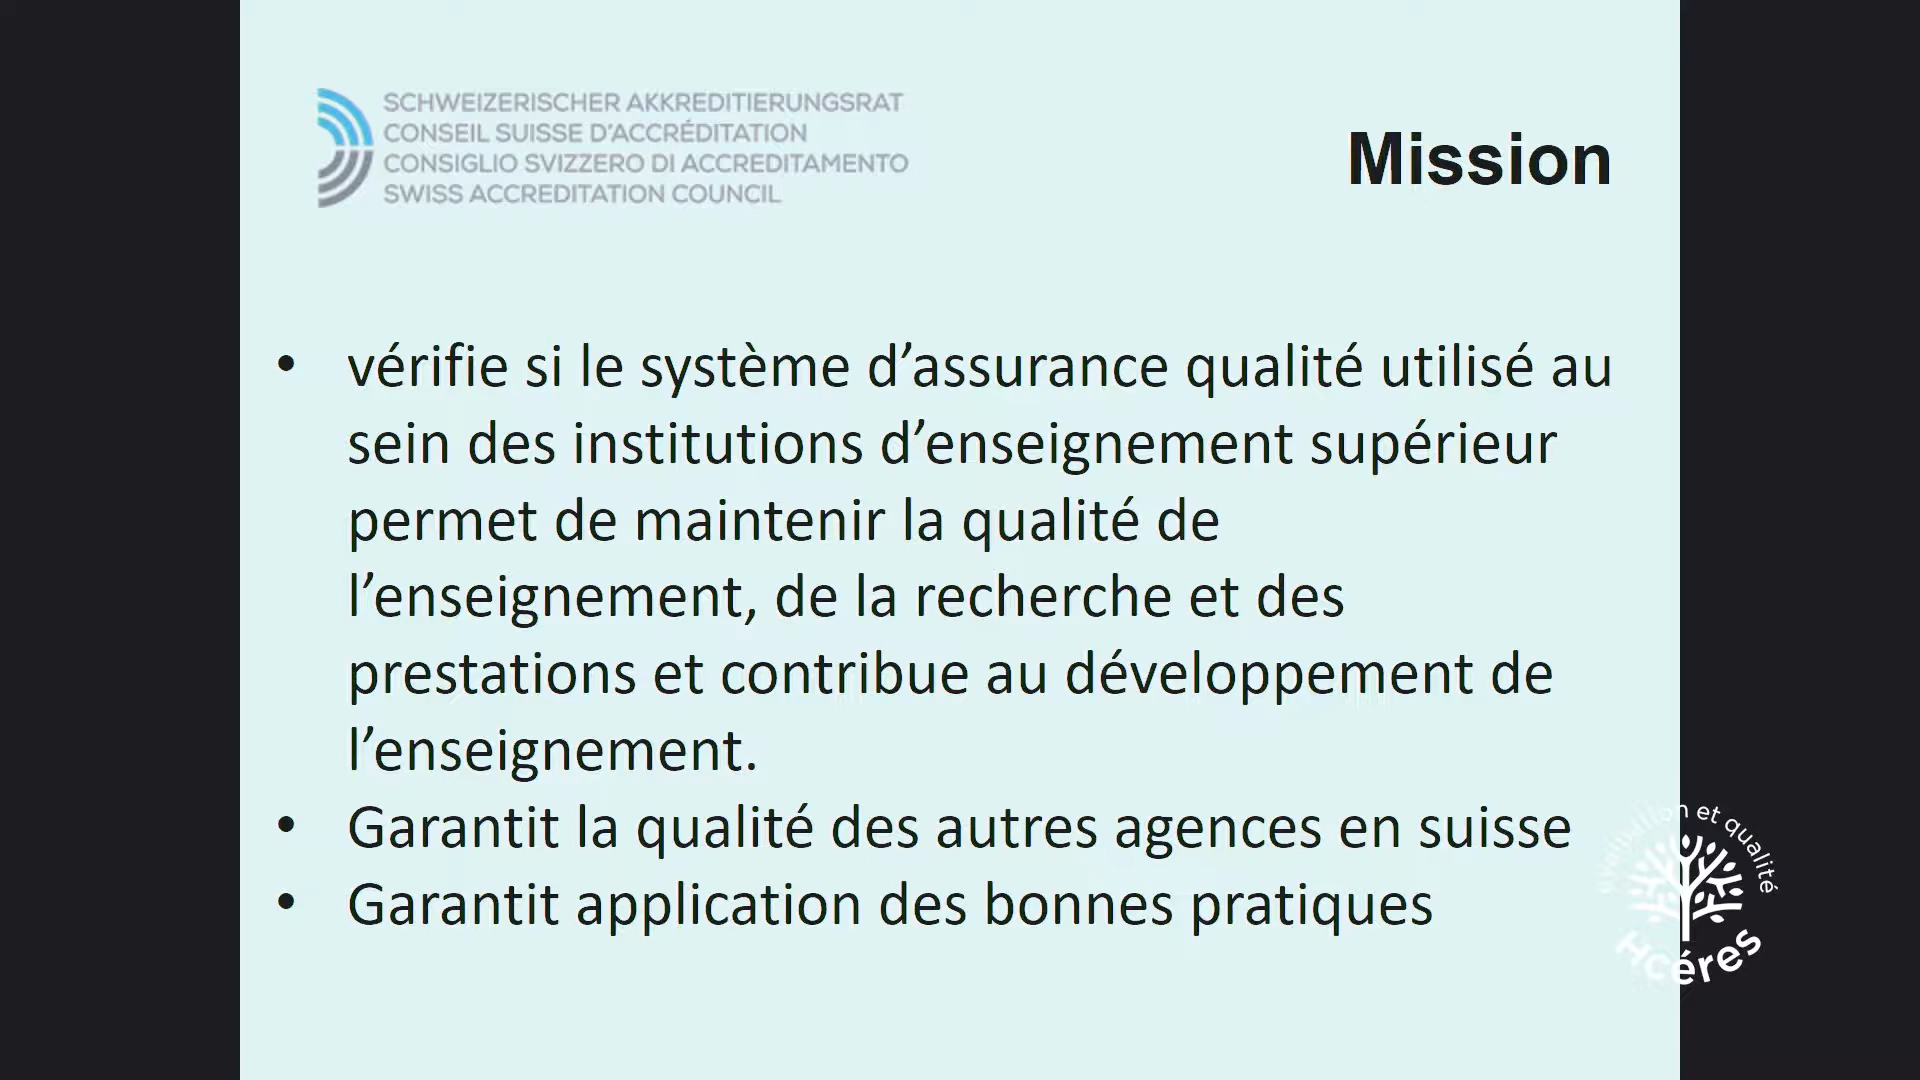 SCHWEIZERISCHER AKKREDITIERUNGSRAT
CONSEIL SUISSE D'ACCRÉDITATION
CONSIGLIO SVIZZERO DI ACCREDITAMENTO
SWISS ACCREDITATION COUNCIL
Mission
• vérifie si le système d’assurance qualité utilisé au
sein des institutions d’enseignement supérieur
permet de maintenir la qualité de
l’enseignement, de la recherche et des
prestations et contribue au développement de
l’enseignement.
• Garantit la qualité des autres agences en suisse
• Garantit application des bonnes pratiques
évaluation et qualité
Hcéres